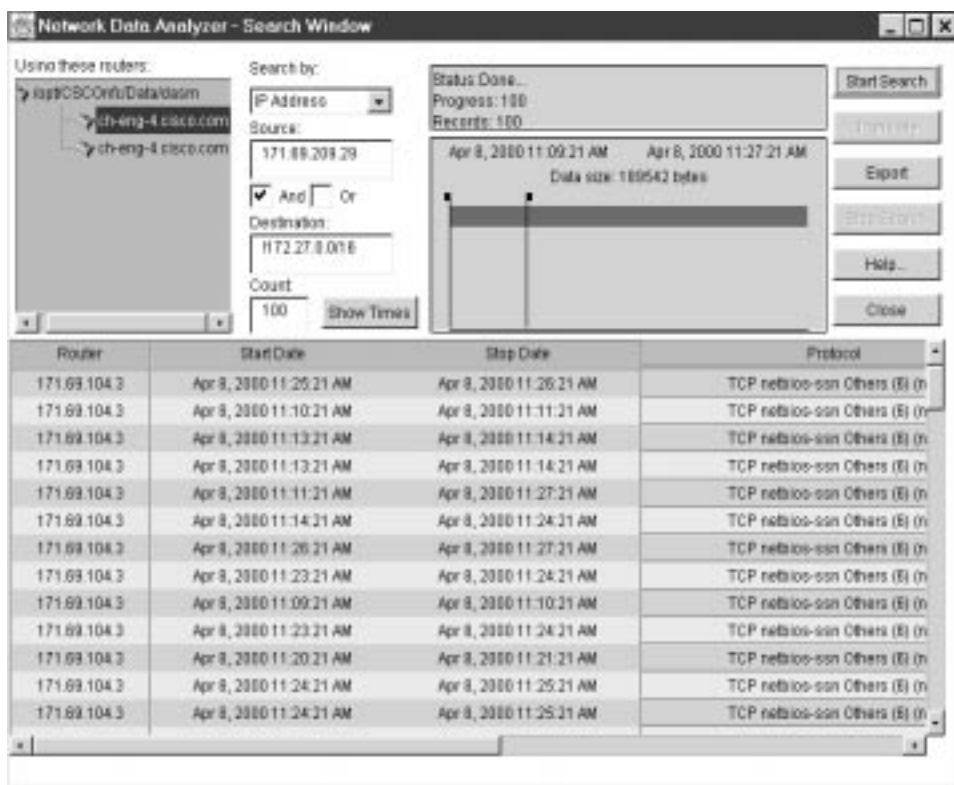 Network Data Analyzer - Search Window
Using these routers:
ch-eng-4.cisco.com
ch-eng-4.cisco.com
Search by:
IP Address
Source:
171.69.209.29
And Or
Destination:
!172.27.0.0/16
Count
100 Show Times
Status: Done...
Progress: 100
Records: 100
Apr 8, 2000 11:09:21 AM Apr 8, 2000 11:27:21 AM
Data size: 189542 bytes
Start Search
Export
Stop Search
Help...
Close
Router Start Date Stop Date Protocol
171.69.104.3 Apr 8, 2000 11:25:21 AM Apr 8, 2000 11:26:21 AM TCP netbios-ssn Others (6) (n
171.69.104.3 Apr 8, 2000 11:10:21 AM Apr 8, 2000 11:11:21 AM TCP netbios-ssn Others (6) (n
171.69.104.3 Apr 8, 2000 11:13:21 AM Apr 8, 2000 11:14:21 AM TCP netbios-ssn Others (6) (n
171.69.104.3 Apr 8, 2000 11:13:21 AM Apr 8, 2000 11:14:21 AM TCP netbios-ssn Others (6) (n
171.69.104.3 Apr 8, 2000 11:11:21 AM Apr 8, 2000 11:27:21 AM TCP netbios-ssn Others (6) (n
171.69.104.3 Apr 8, 2000 11:14:21 AM Apr 8, 2000 11:24:21 AM TCP netbios-ssn Others (6) (n
171.69.104.3 Apr 8, 2000 11:26:21 AM Apr 8, 2000 11:27:21 AM TCP netbios-ssn Others (6) (n
171.69.104.3 Apr 8, 2000 11:23:21 AM Apr 8, 2000 11:24:21 AM TCP netbios-ssn Others (6) (n
171.69.104.3 Apr 8, 2000 11:09:21 AM Apr 8, 2000 11:10:21 AM TCP netbios-ssn Others (6) (n
171.69.104.3 Apr 8, 2000 11:23:21 AM Apr 8, 2000 11:24:21 AM TCP netbios-ssn Others (6) (n
171.69.104.3 Apr 8, 2000 11:20:21 AM Apr 8, 2000 11:21:21 AM TCP netbios-ssn Others (6) (n
171.69.104.3 Apr 8, 2000 11:24:21 AM Apr 8, 2000 11:25:21 AM TCP netbios-ssn Others (6) (n
171.69.104.3 Apr 8, 2000 11:24:21 AM Apr 8, 2000 11:25:21 AM TCP netbios-ssn Others (6) (n